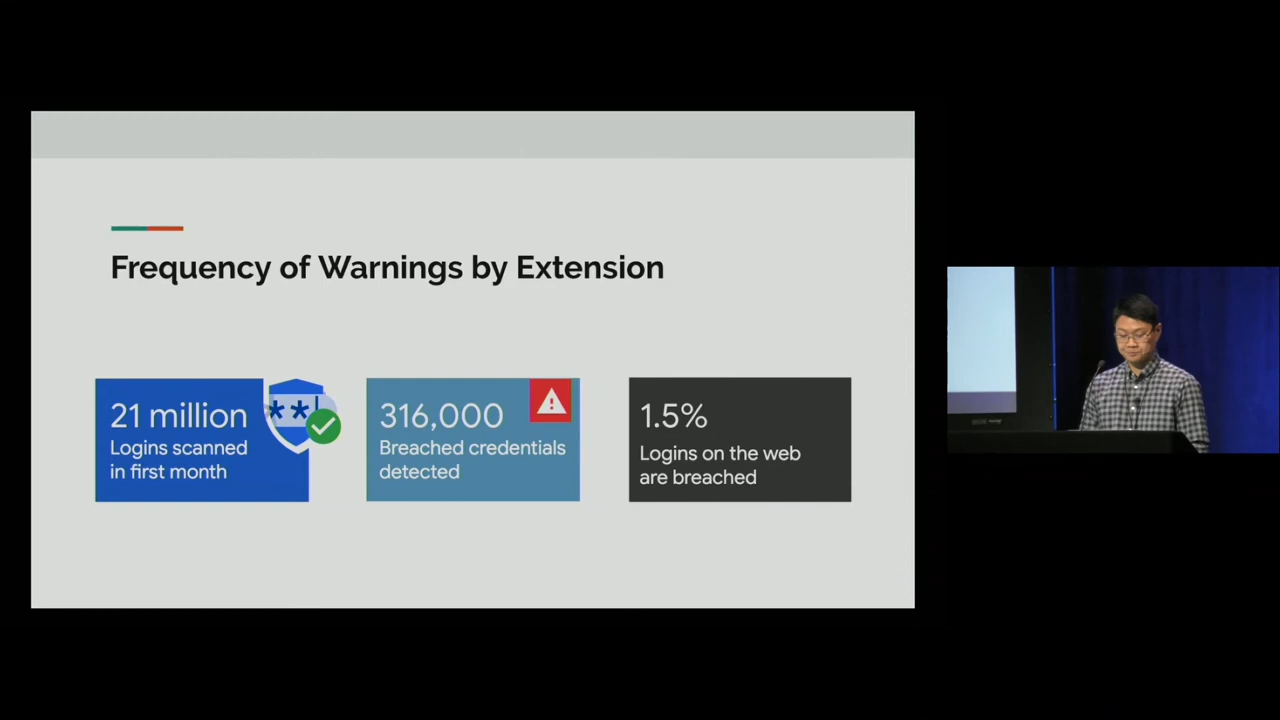 Frequency of Warnings by Extension
21 million
Logins scanned
in first month
**|
316,000
Breached credentials
detected
1.5%
Logins on the web
are breached